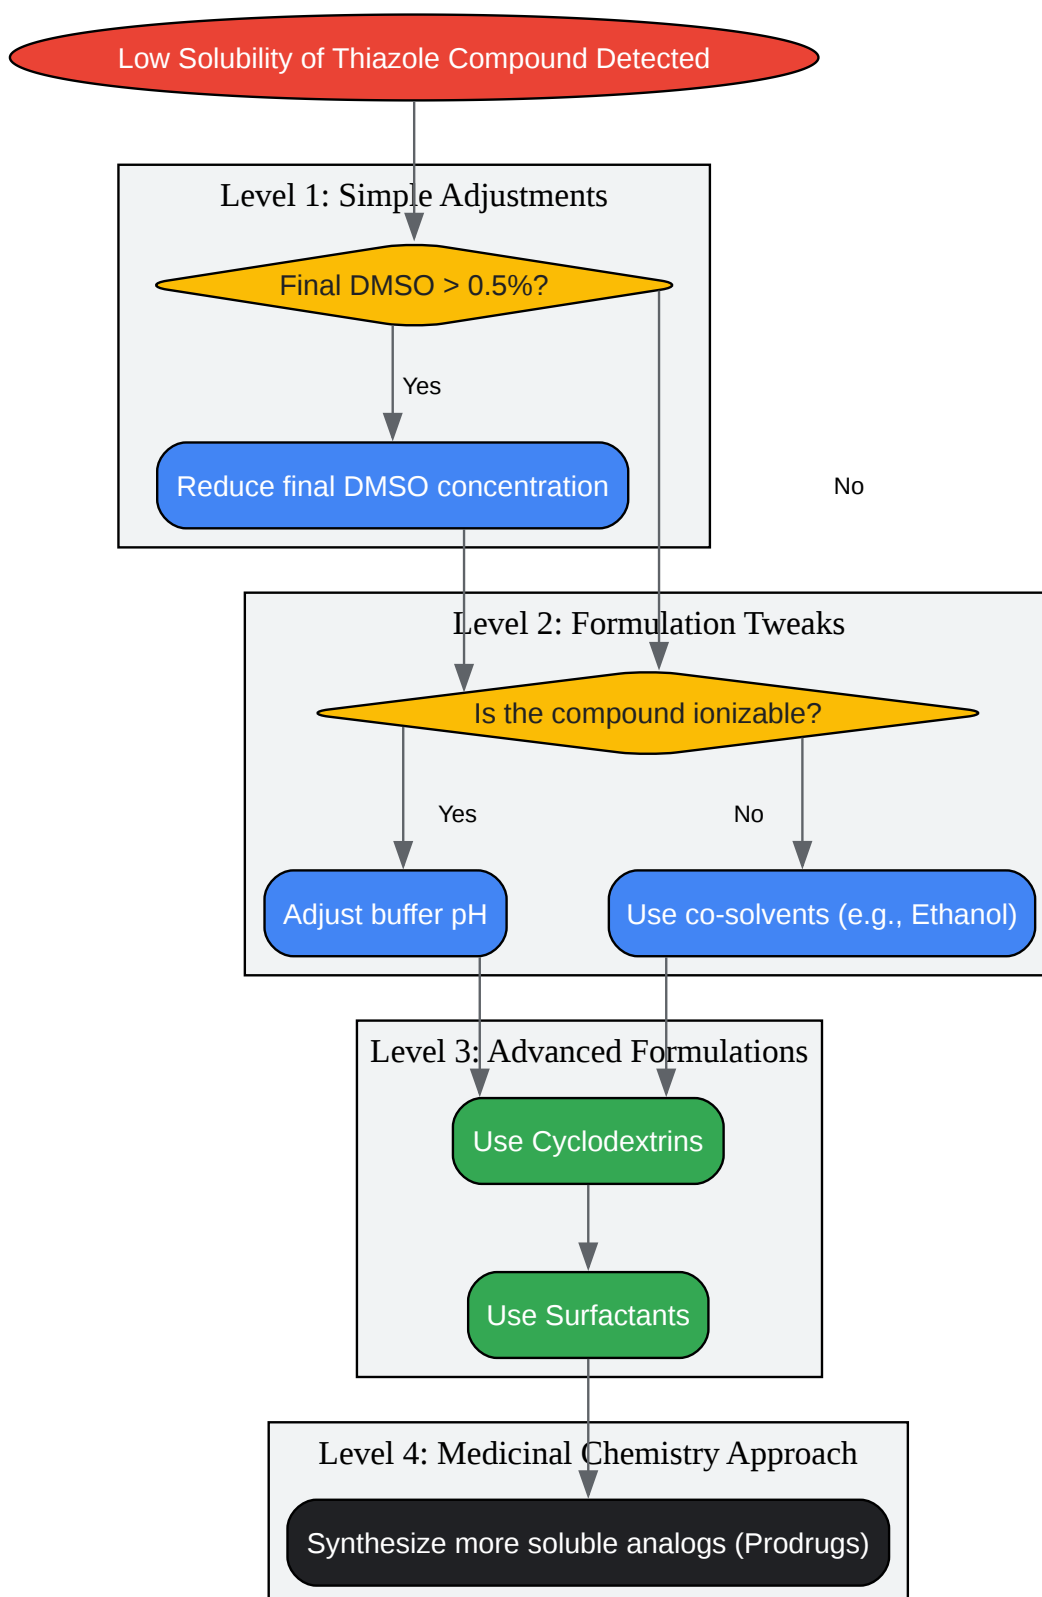 Low Solubility of Thiazole Compound Detected
Level 1: Simple Adjustments
Final DMSO > 0.5%?
Yes
Reduce final DMSO concentration
No
Level 2: Formulation Tweaks
Is the compound ionizable?
Yes
No
Adjust buffer pH
Use co-solvents (e.g., Ethanol)
Level 3: Advanced Formulations
Use Cyclodextrins
Use Surfactants
Level 4: Medicinal Chemistry Approach
Synthesize more soluble analogs (Prodrugs)